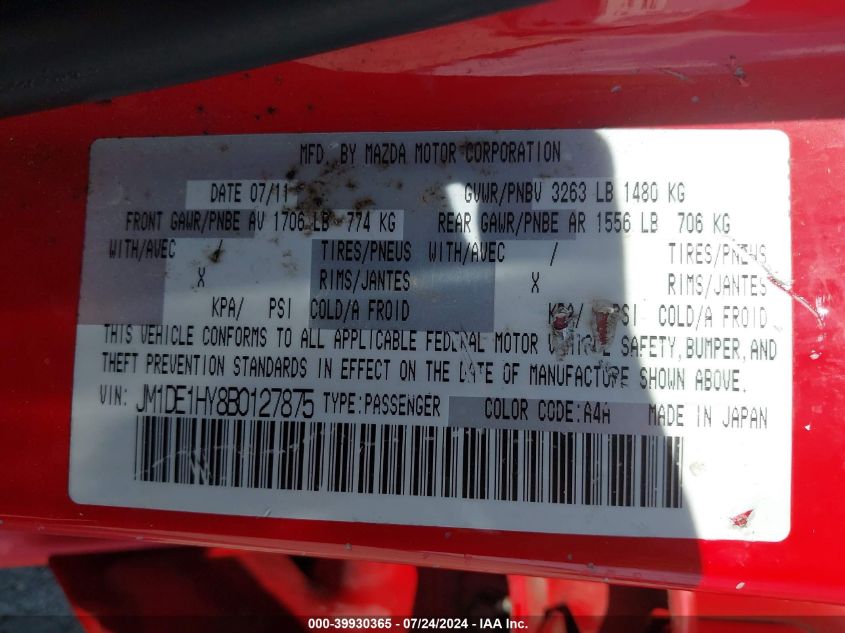 MFD. BY MAZDA MOTOR CORPORATION
DATE 07/11 GVWR/PNBV 3263 LB 1480 KG
FRONT GAWR/PNBE AV 1706 LB 774 KG REAR GAWR/PNBE AR 1556 LB 706 KG
WITH/AVEC / TIRES/PNEUS WITH/AVEC / TIRES/PNEUS
X RIMS/JANTES X RIMS/JANTES
KPA/ PSI COLD/A FROID KPA/ PSI COLD/A FROID
THIS VEHICLE CONFORMS TO ALL APPLICABLE FEDERAL MOTOR VEHICLE SAFETY, BUMPER, AND
THEFT PREVENTION STANDARDS IN EFFECT ON THE DATE OF MANUFACTURE SHOWN ABOVE.
VIN: JM1DE1HY8B0127875 TYPE:PASSENGER COLOR CODE:A4A MADE IN JAPAN
000-39930365 - 07/24/2024 - © IAA, Inc.